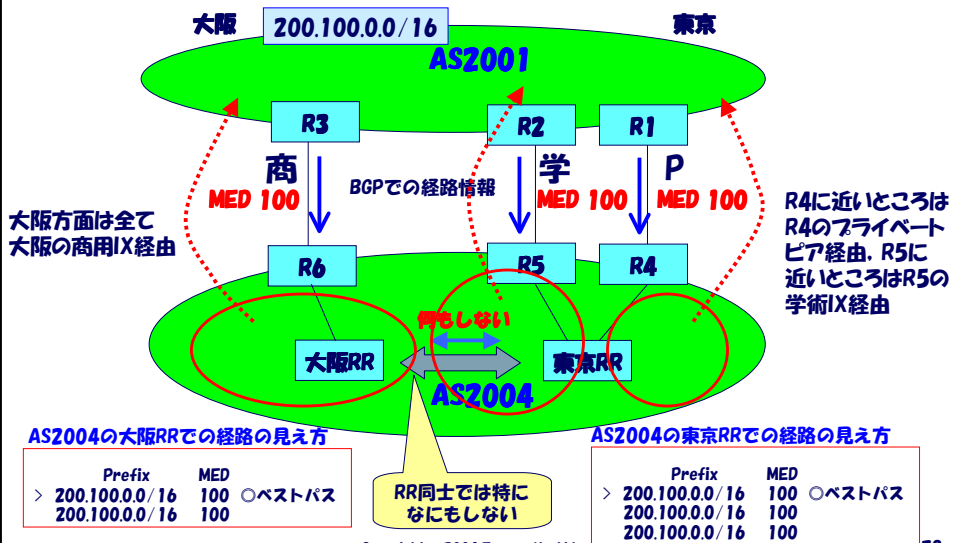 大阪
200.100.0.0/16
東京
AS2001
R3
R2
R1
商
学
P
MED 100
BGPでの経路情報
MED 100
MED 100
大阪方面は全て
大阪の商用IX経由
R4に近いところは
R4のプライベート
ピア経由，R5に
近いところはR5の
学術IX経由
R6
R5
R4
何もしない
大阪RR
東京RR
AS2004
AS2004の大阪RRでの経路の見え方
Prefix MED
> 200.100.0.0/16 100 ○ベストパス
200.100.0.0/16 100
RR同士では特に
なにもしない
AS2004の東京RRでの経路の見え方
Prefix MED
> 200.100.0.0/16 100 ○ベストパス
200.100.0.0/16 100
200.100.0.0/16 100